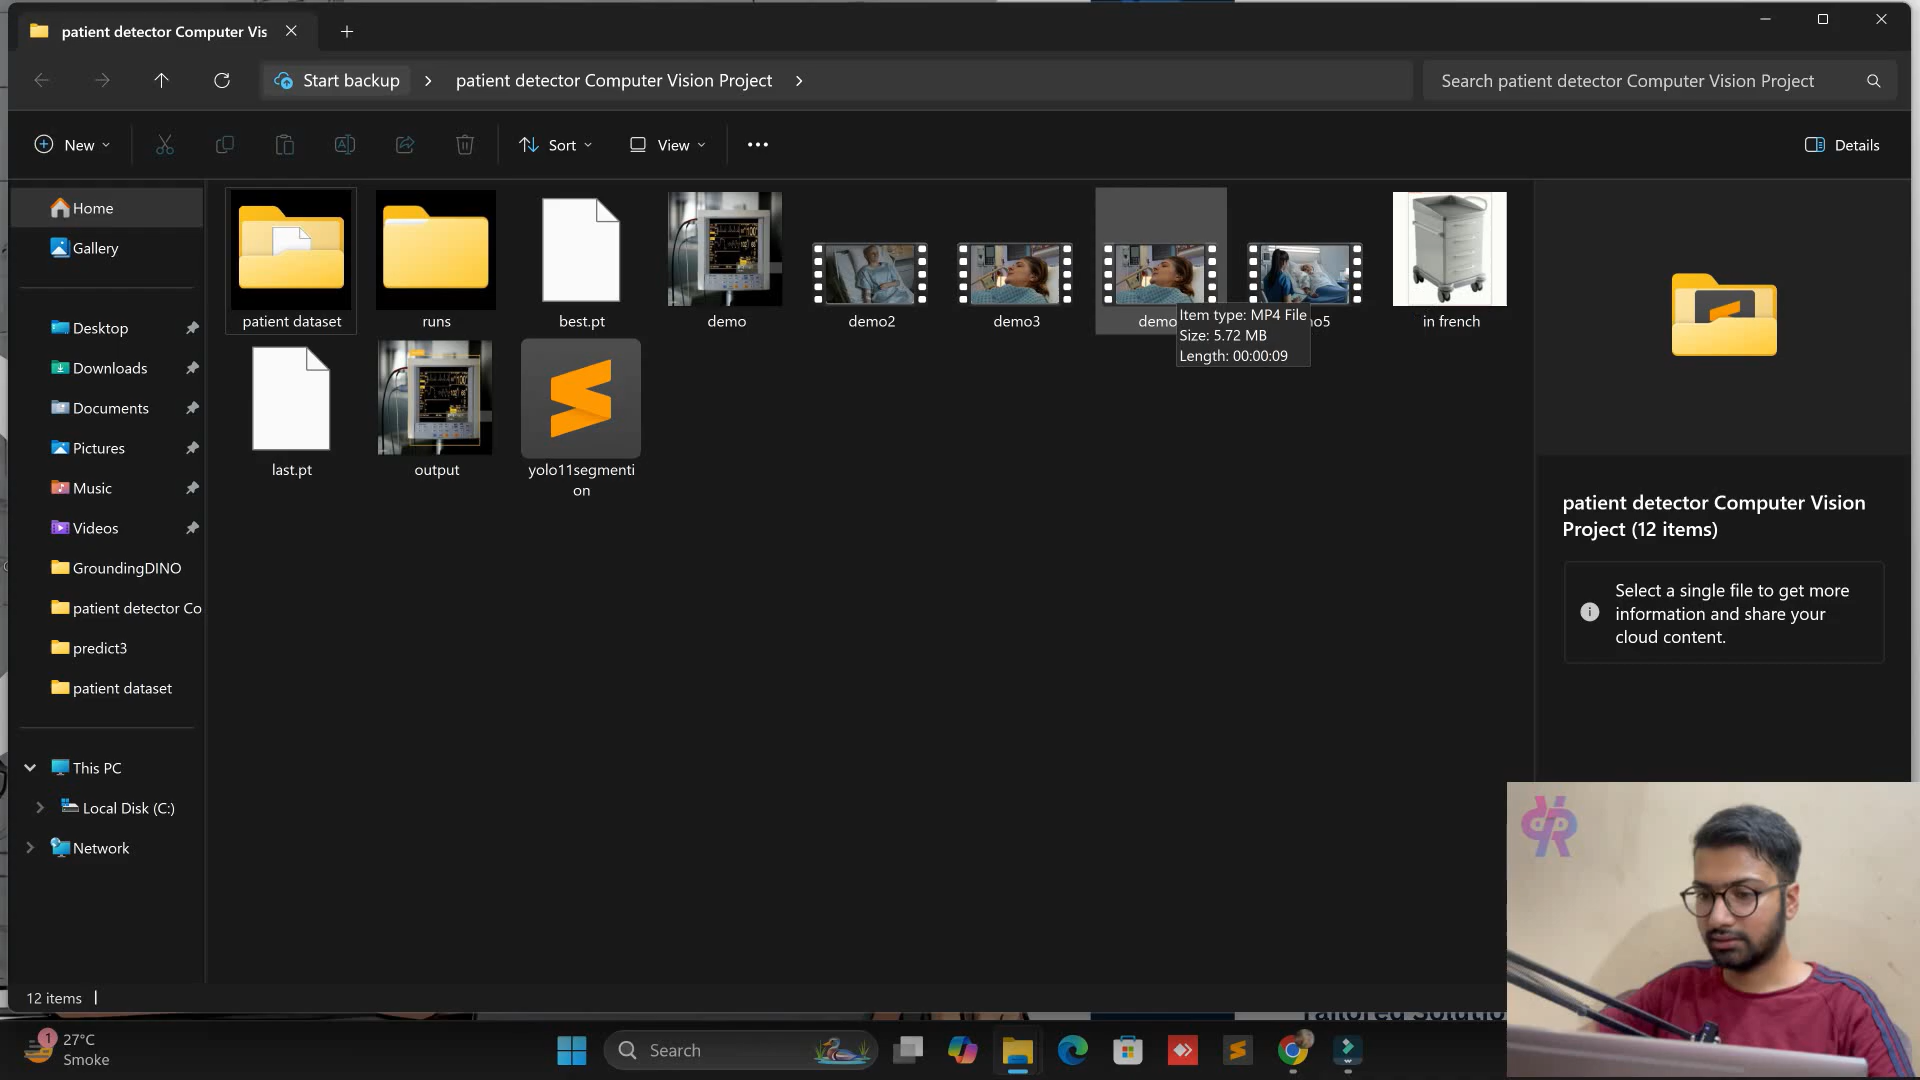 patient detector Computer Vis
Start backup
patient detector Computer Vision Project
Search patient detector Computer Vision Project
New
Sort
View
Details
Home
Gallery
Desktop
Downloads
Documents
Pictures
Music
Videos
GroundingDINO
patient detector Co
predict3
patient dataset
This PC
Local Disk (C:)
Network
patient dataset
runs
best.pt
demo
demo2
demo3
demo
o5
in french
Item type: MP4 File
Size: 5.72 MB
Length: 00:00:09
last.pt
output
yolo11segmenti
on
patient detector Computer Vision
Project (12 items)
Select a single file to get more
information and share your
cloud content.
12 items
1
27°C
Smoke
Search